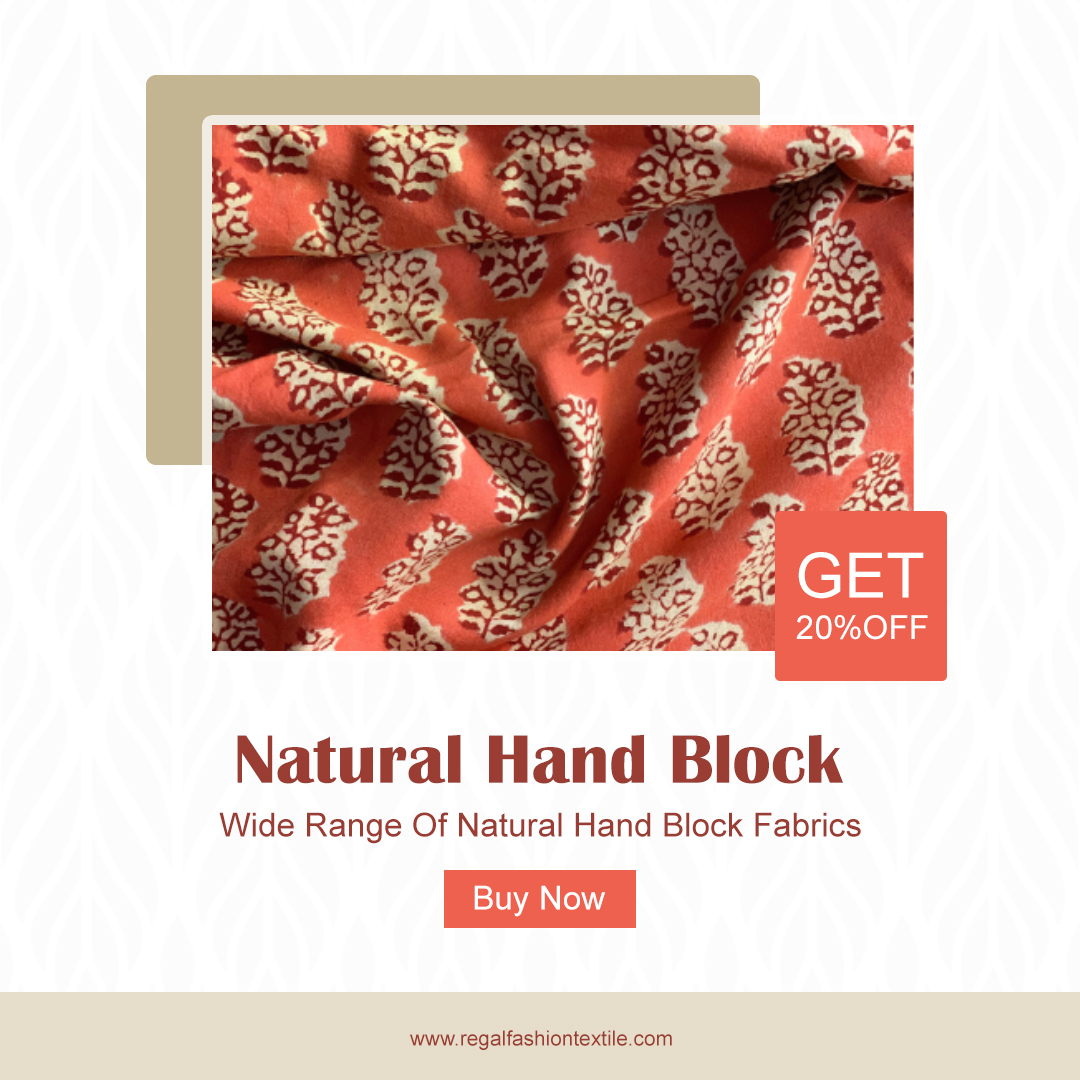 GET
20%OFF
Natural Hand Block
Wide Range Of Natural Hand Block Fabrics
Buy Now
www.regalfashiontextile.com